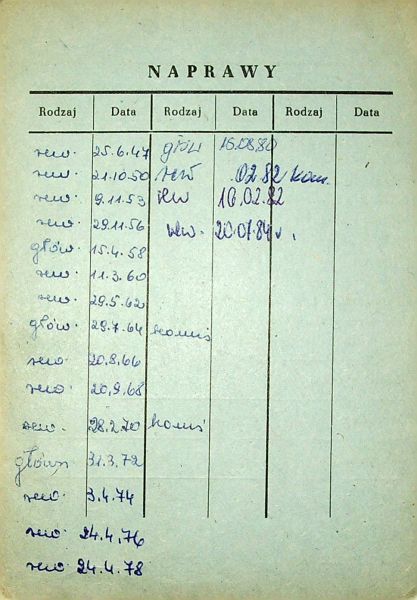 NAPRAWY
Rodzaj Data Rodzaj Data Rodzaj Data
rew. 25.6.47 głów 15.08.80
rew. 21.10.50 rew 02.82 kom.
rew. 9.11.53 rew 10.02.82
rew. 29.11.56 rew. 20.07.84 r.
głów. 15.4.58
rew. 11.3.60
rew. 29.5.62
głów. 29.7.64 komis
rew. 20.8.66
rew. 20.9.68
rew. 28.2.70 komis
główn 31.3.72
rew. 3.4.74
rew. 24.4.76
rew 24.4.78